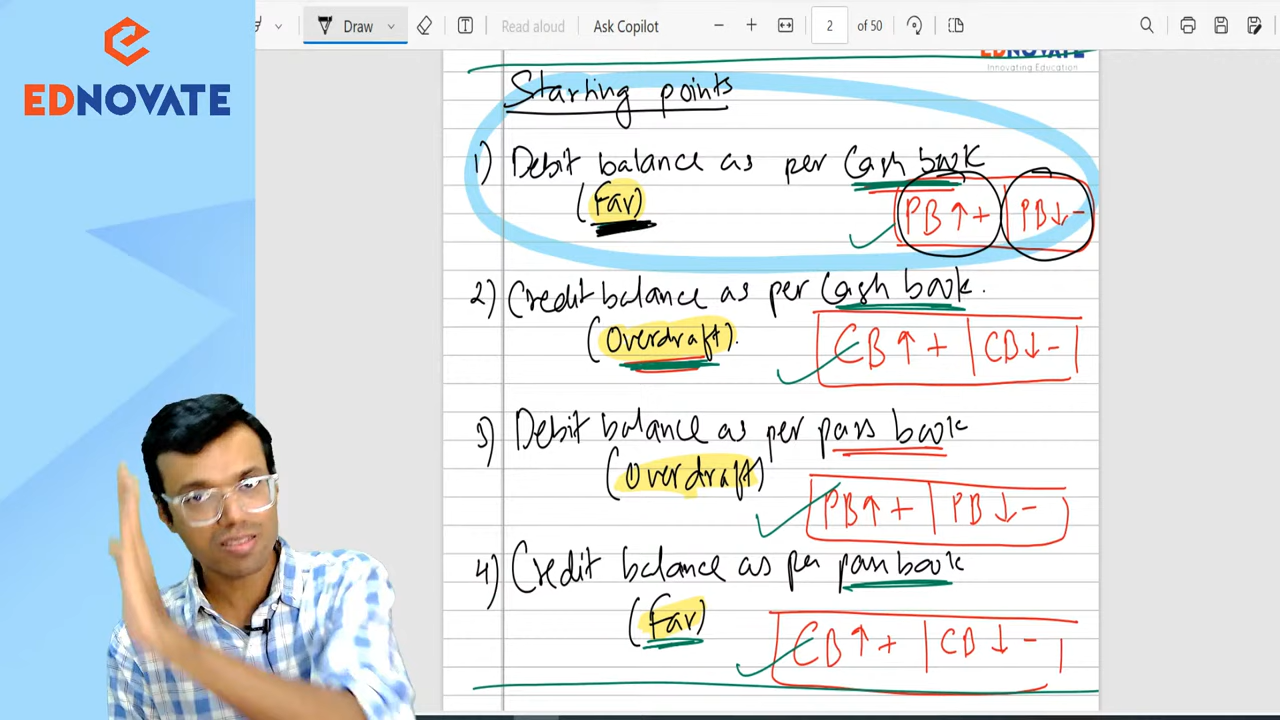 EDNOVATE
Draw
Read aloud
Ask Copilot
2 of 50
EDNOVATE
Innovating Education
Starting points
1) Debit balance as per Cash book
(Far)
PB↑+ | PB↓-
2) Credit balance as per Cash book.
(Overdraft).
CB↑+ | CB↓-
3) Debit balance as per pass book
(Overdraft)
PB↑+ | PB↓-
4) Credit balance as per pass book
(Fav)
CB↑+ | CB↓-